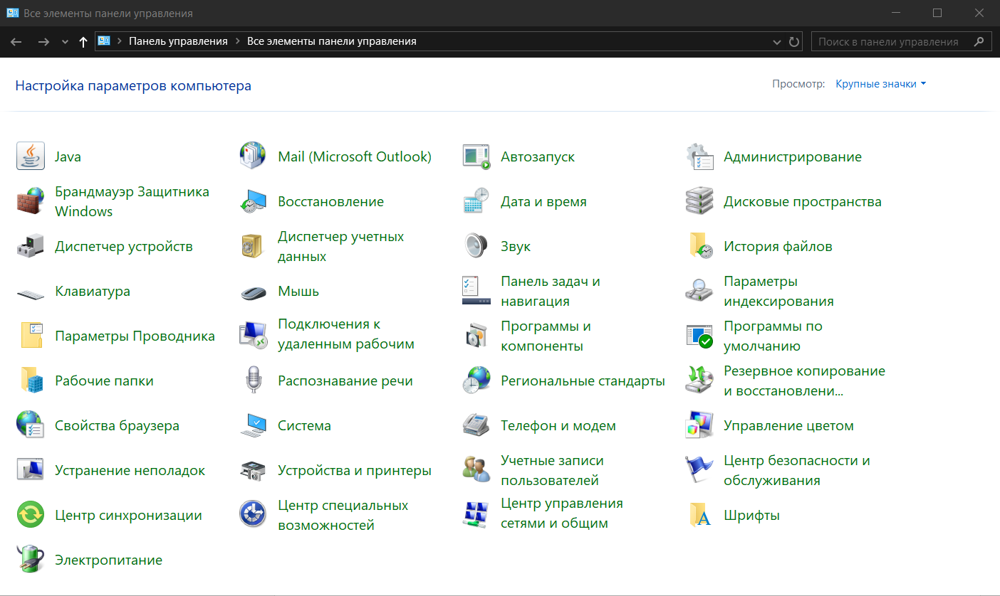 Все элементы панели управления
Панель управления
Все элементы панели управления
Поиск в панели управления
Настройка параметров компьютера
Просмотр:
Крупные значки
Java
Mail (Microsoft Outlook)
Автозапуск
Администрирование
Брандмауэр Защитника
Windows
Восстановление
Дата и время
Дисковые пространства
Диспетчер устройств
Диспетчер учетных
данных
Звук
История файлов
Клавиатура
Мышь
Панель задач и
навигация
Параметры
индексирования
Параметры Проводника
Подключения к
удаленным рабочим
Программы и
компоненты
Программы по
умолчанию
Рабочие папки
Распознавание речи
Региональные стандарты
Резервное копирование
и восстановлени...
Свойства браузера
Система
Телефон и модем
Управление цветом
Устранение неполадок
Устройства и принтеры
Учетные записи
пользователей
Центр безопасности и
обслуживания
Центр синхронизации
Центр специальных
возможностей
Центр управления
сетями и общим
Шрифты
Электропитание